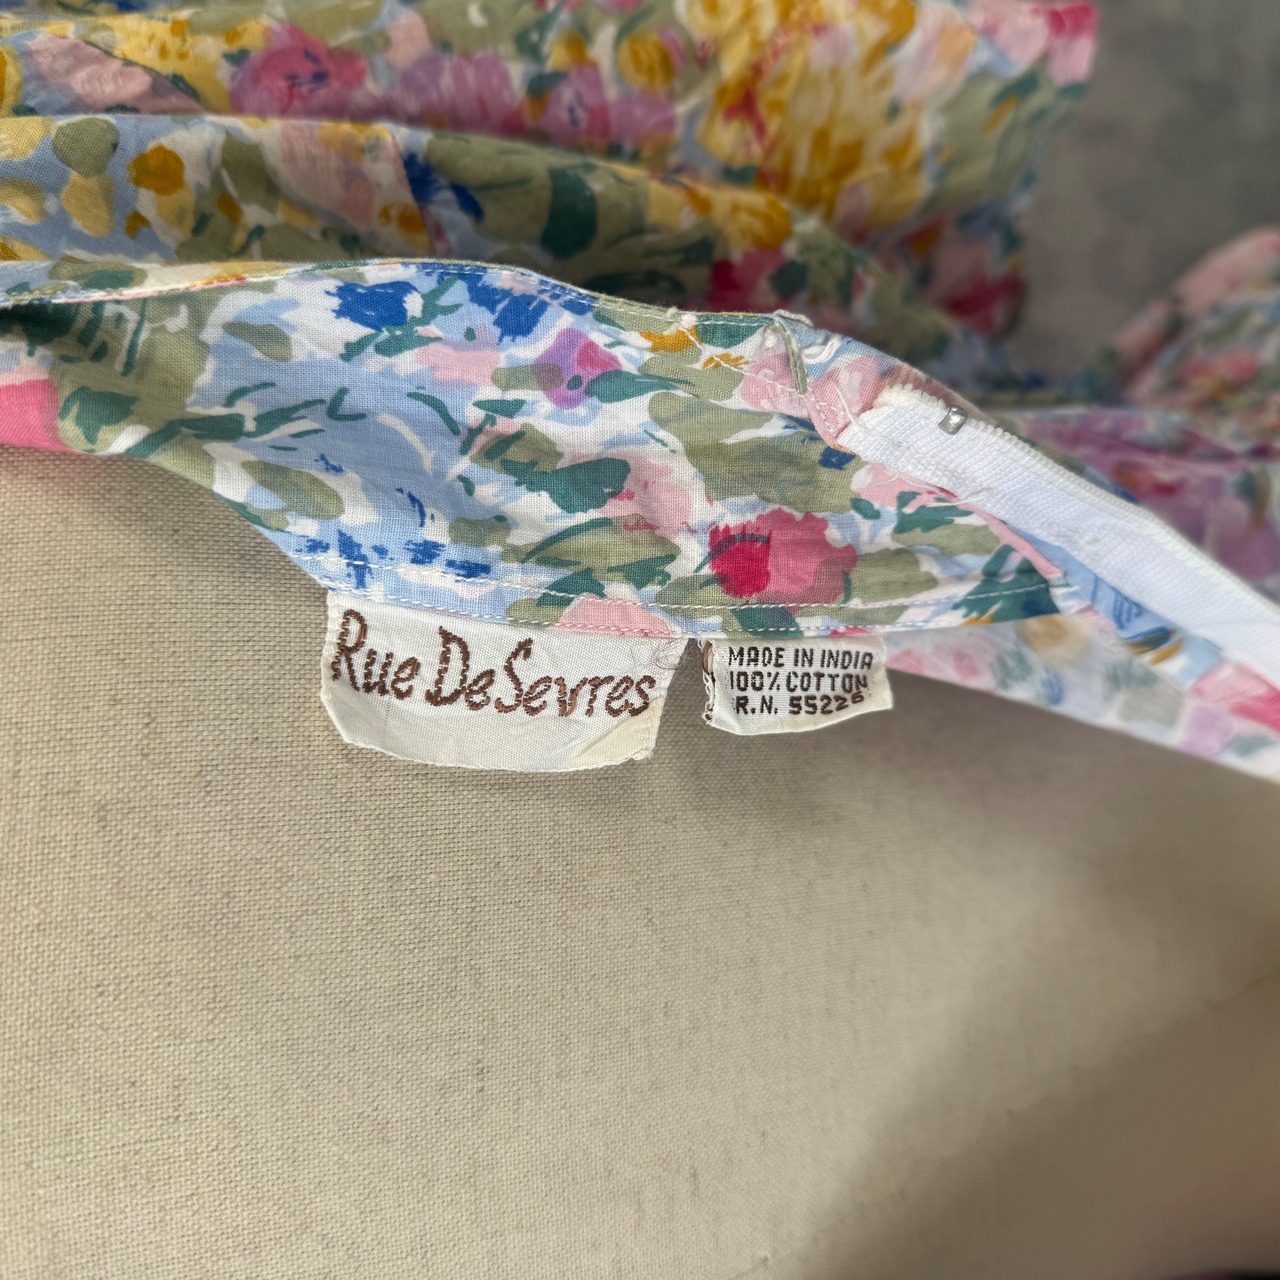 Rue De Sevres
MADE IN INDIA
100% COTTON
R.N. 55226